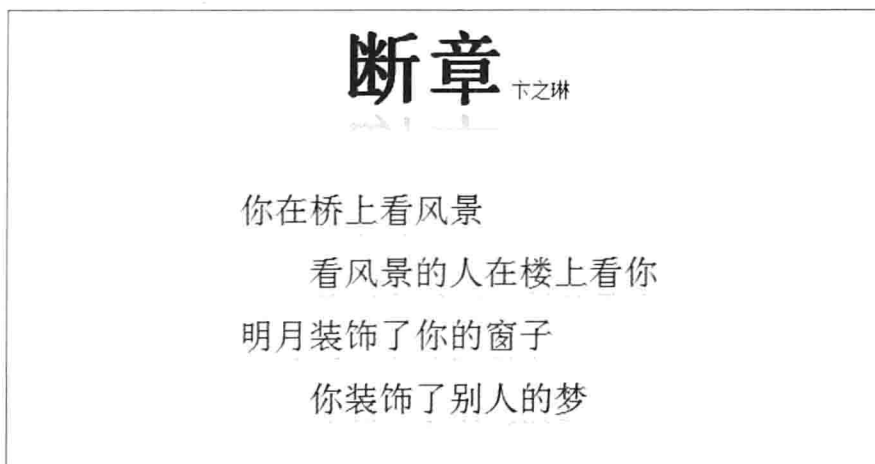 断章 卞之琳
你在桥上看风景
看风景的人在楼上看你
明月装饰了你的窗子
你装饰了别人的梦